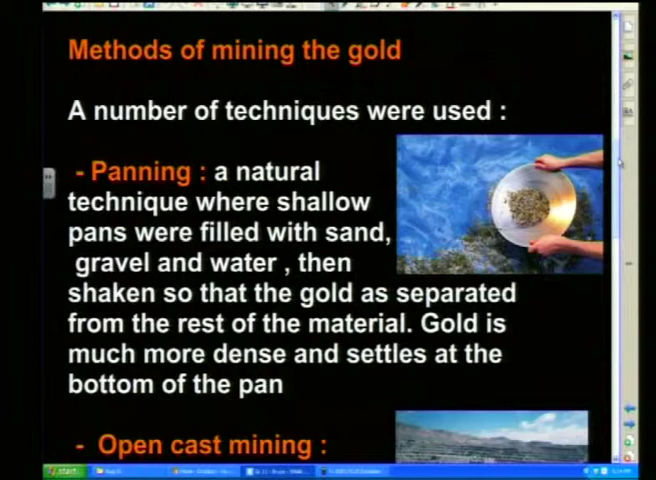 Methods of mining the gold
A number of techniques were used :
- Panning : a natural
technique where shallow
pans were filled with sand,
gravel and water , then
shaken so that the gold as separated
from the rest of the material. Gold is
much more dense and settles at the
bottom of the pan
- Open cast mining :
start